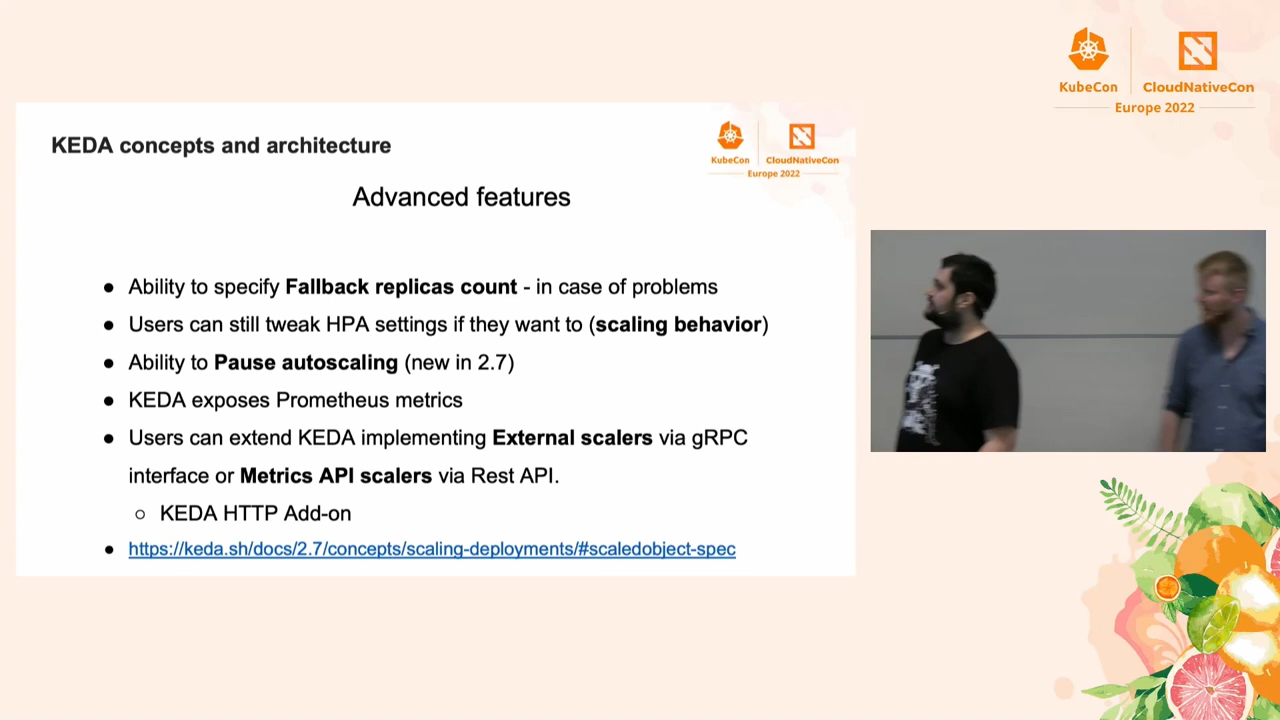 KubeCon
CloudNativeCon
Europe 2022
KEDA concepts and architecture
KubeCon
CloudNativeCon
Europe 2022
Advanced features
● Ability to specify Fallback replicas count - in case of problems
● Users can still tweak HPA settings if they want to (scaling behavior)
● Ability to Pause autoscaling (new in 2.7)
● KEDA exposes Prometheus metrics
● Users can extend KEDA implementing External scalers via gRPC
interface or Metrics API scalers via Rest API.
○ KEDA HTTP Add-on
● https://keda.sh/docs/2.7/concepts/scaling-deployments/#scaledobject-spec